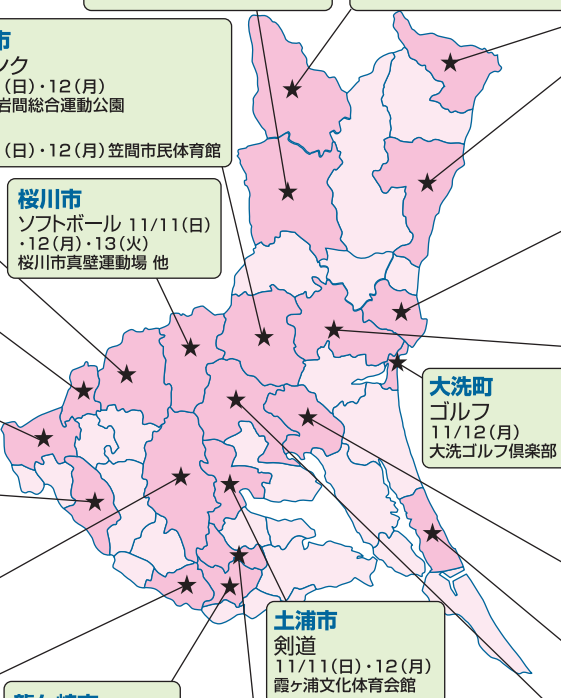 市
ンク
(日)・12(月)
岩間総合運動公園
(日)・12(月)笠間市民体育館
桜川市
ソフトボール 11/11(日)
・12(月)・13(火)
桜川市真壁運動場 他
大洗町
ゴルフ
11/12(月)
大洗ゴルフ倶楽部
土浦市
剣道
11/11(日)・12(月)
霞ヶ浦文化体育会館